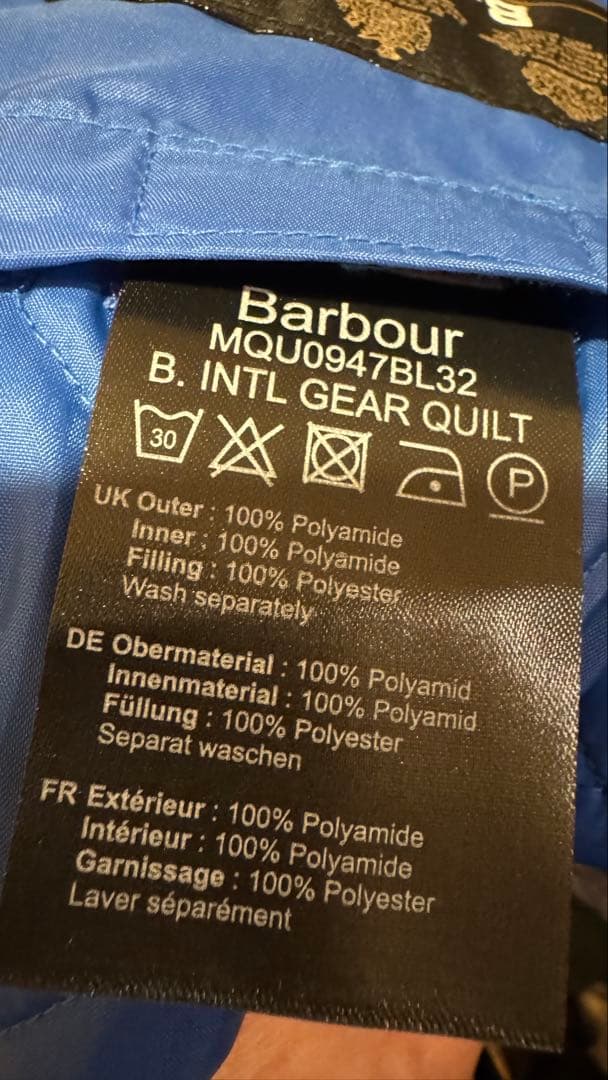 B
Barbour
MQU0947BL32
B. INTL GEAR QUILT
30 P
UK Outer : 100% Polyamide
Inner : 100% Polyamide
Filling : 100% Polyester
Wash separately
DE Obermaterial : 100% Polyamid
Innenmaterial : 100% Polyamid
Füllung : 100% Polyester
Separat waschen
FR Extérieur : 100% Polyamide
Intérieur : 100% Polyamide
Garnissage : 100% Polyester
Laver séparément